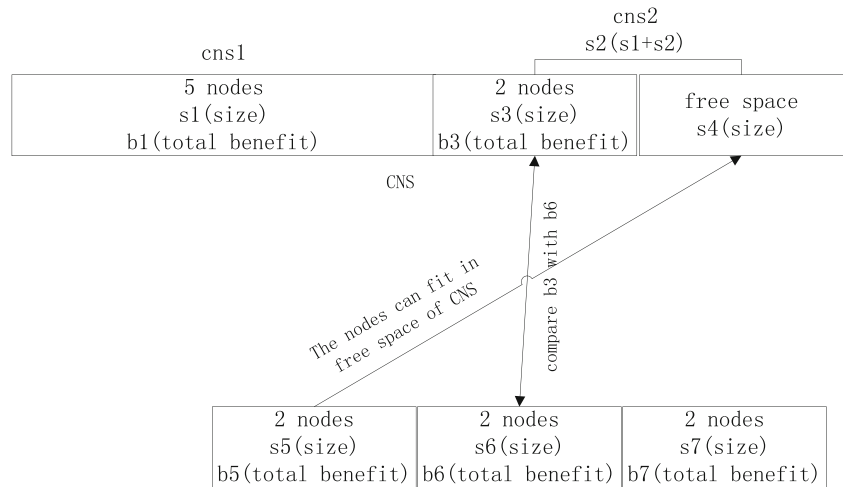 cns2
s2(s1+s2)
cns1
5 nodes
s1(size)
b1(total benefit)
2 nodes
s3(size)
b3(total benefit)
free space
s4(size)
CNS
compare b3 with b6
The nodes can fit in
free space of CNS
2 nodes
s5(size)
b5(total benefit)
2 nodes
s6(size)
b6(total benefit)
2 nodes
s7(size)
b7(total benefit)